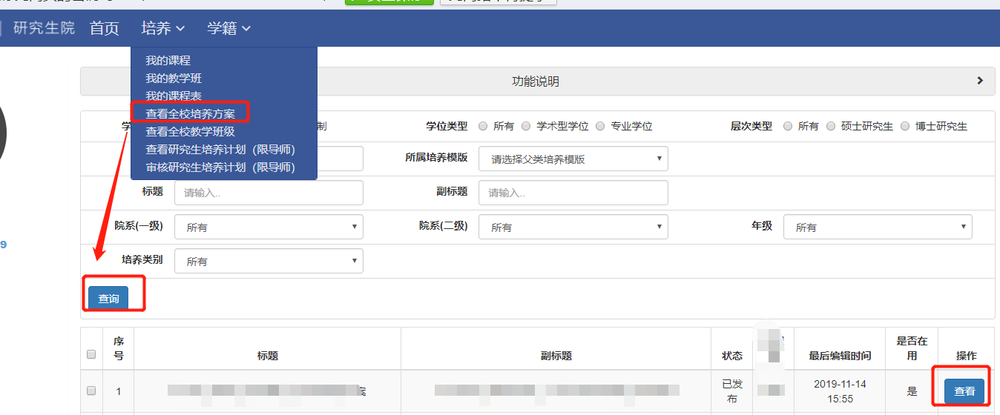 研究生院 首页 培养 学籍
我的课程
我的教学班
我的课程表
查看全校培养方案
查看全校教学班级
查看研究生培养计划（限导师）
审核研究生培养计划（限导师）
功能说明
学 制 学位类型 所有 学术型学位 专业学位 层次类型 所有 硕士研究生 博士研究生
所属培养模版 请选择父类培养模版
标题 请输入.. 副标题 请输入..
院系(一级) 所有 院系(二级) 所有 年级 所有
9
培养类别 所有
查询
序号 标题 副标题 状态 最后编辑时间 是否在用 操作
1 案 已发布 2019-11-14 15:55 是 查看